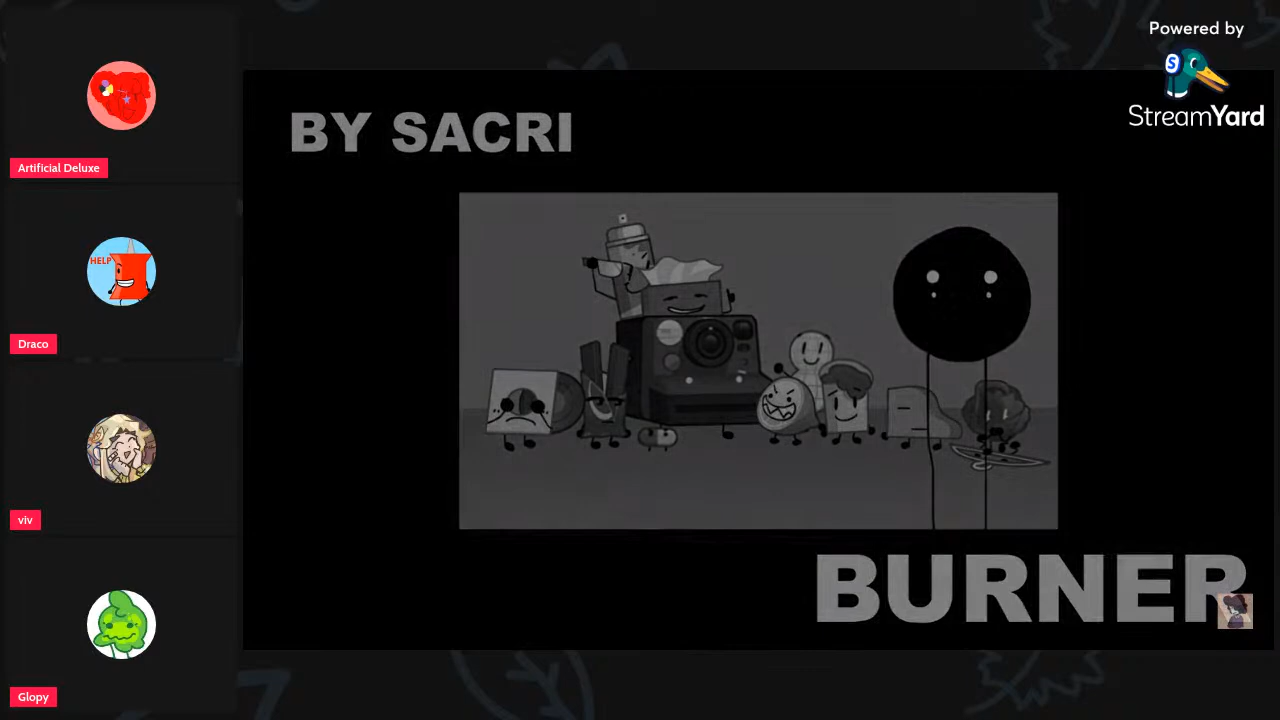 Powered by
StreamYard
BY SACRI
Artificial Deluxe
HELP
Draco
viv
BURNER
Glopy